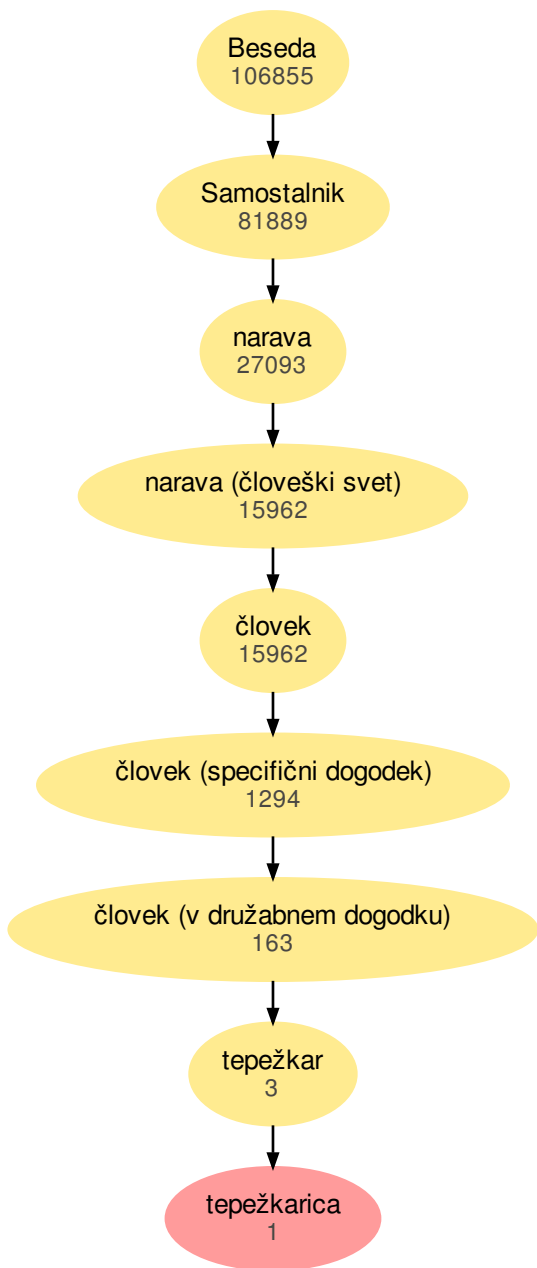 Beseda
106855
Samostalnik
81889
narava
27093
narava (človeški svet)
15962
človek
15962
človek (specifični dogodek)
1294
človek (v družabnem dogodku)
163
tepežkar
3
tepežkarica
1